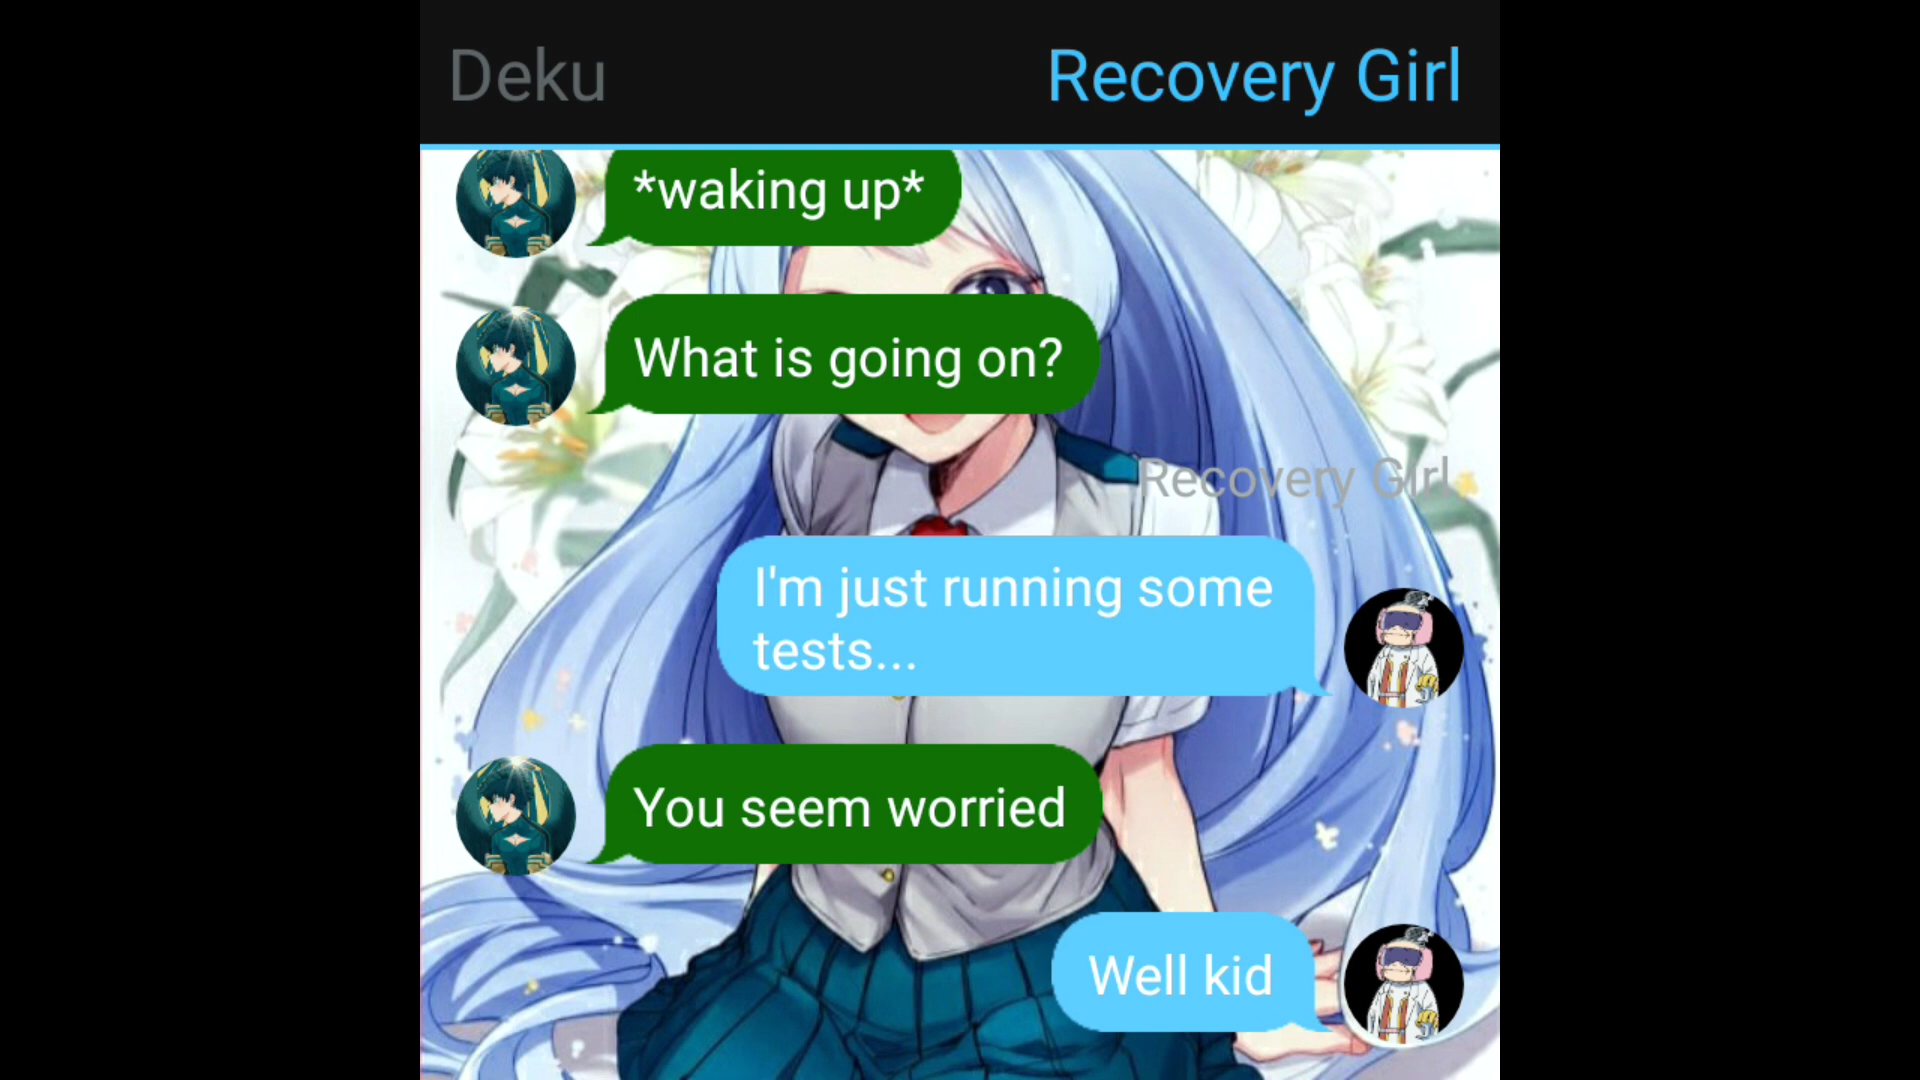 Deku
Recovery Girl
*waking up*
What is going on?
Recovery Girl
I'm just running some
tests...
You seem worried
Well kid